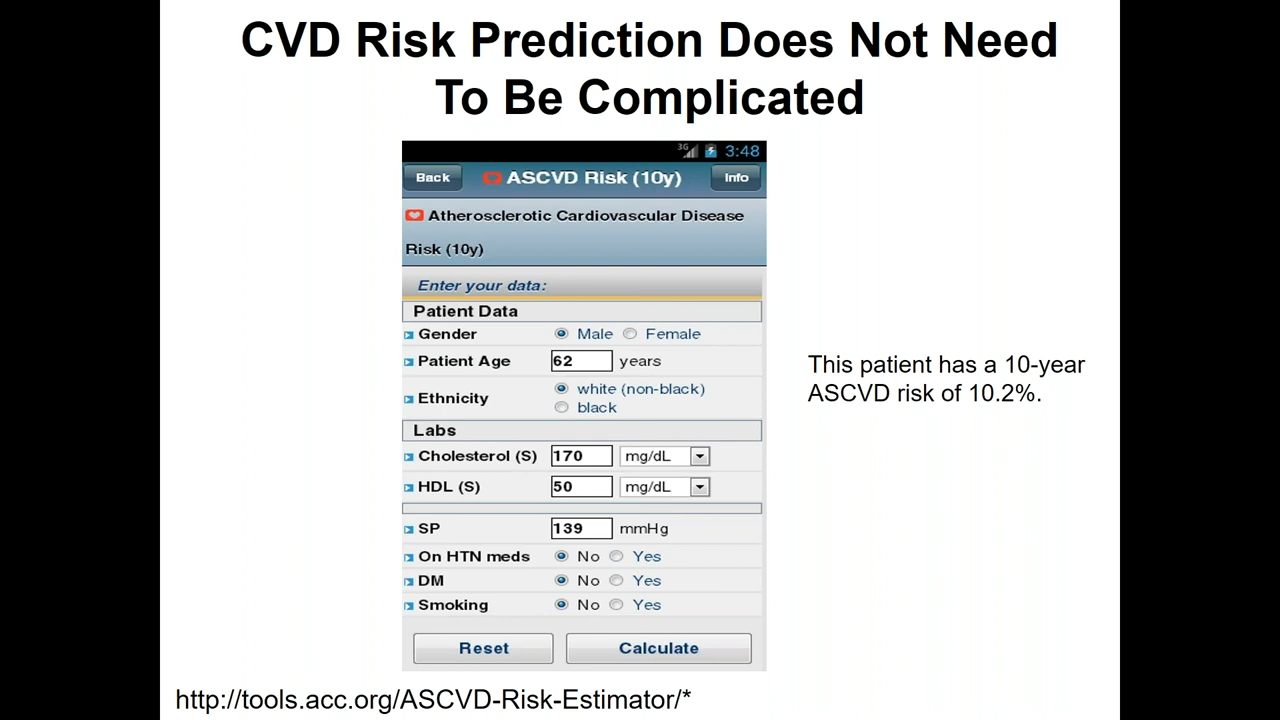 CVD Risk Prediction Does Not Need
To Be Complicated
3G 3:48
Back ASCVD Risk (10y) Info
Atherosclerotic Cardiovascular Disease
Risk (10y)
Enter your data:
Patient Data
Gender Male Female
Patient Age 62 years
Ethnicity white (non-black)
black
Labs
Cholesterol (S) 170 mg/dL
HDL (S) 50 mg/dL
SP 139 mmHg
On HTN meds No Yes
DM No Yes
Smoking No Yes
Reset Calculate
This patient has a 10-year
ASCVD risk of 10.2%.
http://tools.acc.org/ASCVD-Risk-Estimator/*